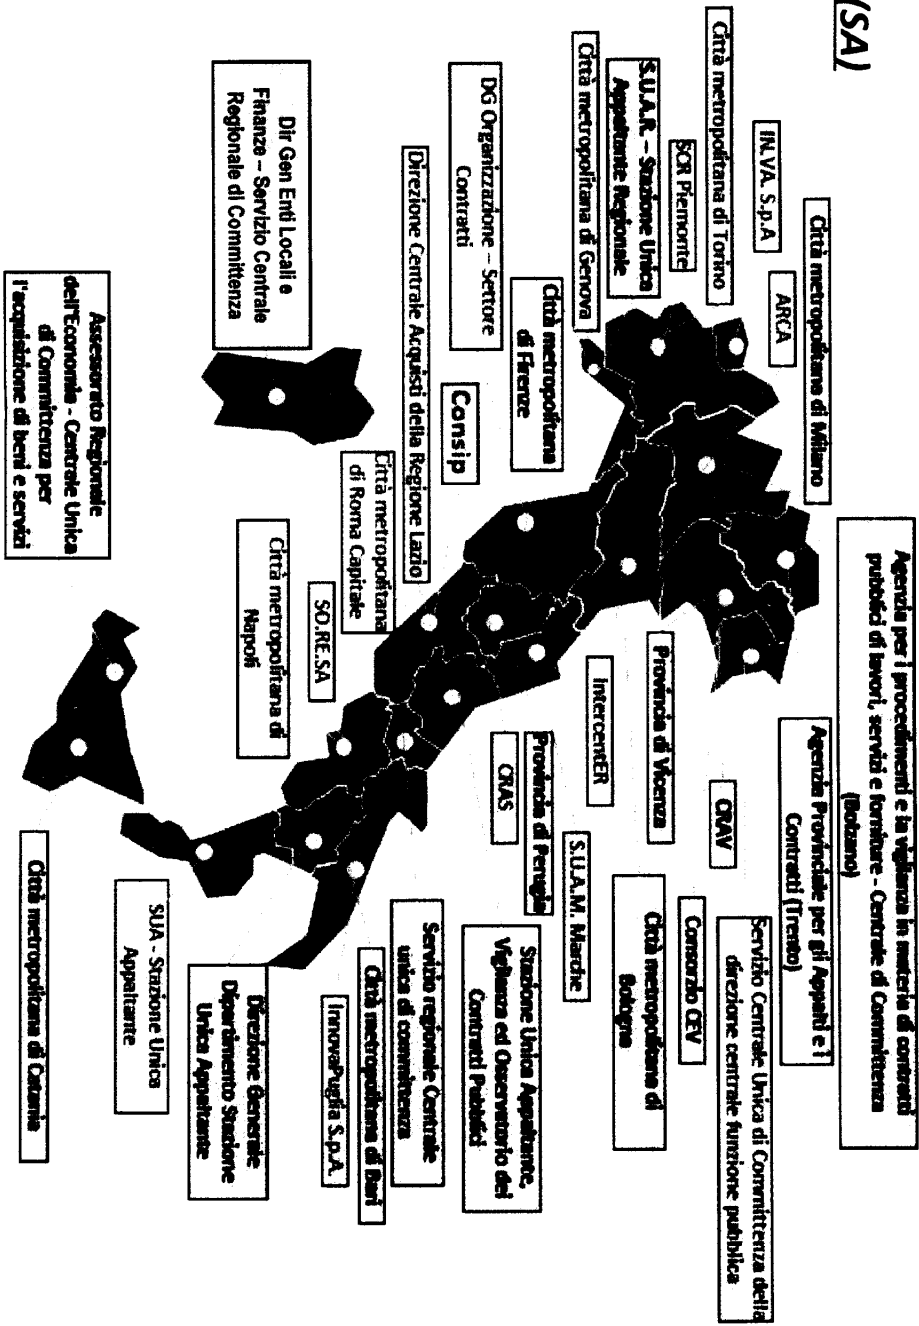 (SA)
Agenzia per i procedimenti e la vigilanza in materia di contratti
pubblici di lavori, servizi e forniture - Centrale di Committenza
(Bolzano)
Città metropolitana di Milano
ARCA
IN.VA. S.p.A
Città metropolitana di Torino
SCR Piemonte
S.U.A.R. – Stazione Unica
Appaltante Regionale
Città metropolitana di Genova
Città metropolitana
di Firenze
DG Organizzazione – Settore
Contratti
Consip
Direzione Centrale Acquisti della Regione Lazio
Città metropolitana
di Roma Capitale
Dir Gen Enti Locali e
Finanze – Servizio Centrale
Regionale di Committenza
SO.RE.SA
Città metropolitana di
Napoli
Assessorato Regionale
dell'Economia - Centrale Unica
di Committenza per
l'acquisizione di beni e servizi
Agenzia Provinciale per gli Appalti e i
Contratti (Trento)
Servizio Centrale Unica di Committenza della
direzione centrale funzione pubblica
CRAV
Consorzio CEV
Provincia di Vicenza
Città metropolitana di
Bologna
IntercentER
S.U.A.M. Marche
Provincia di Perugia
CRAS
Stazione Unica Appaltante,
Vigilanza ed Osservatorio dei
Contratti Pubblici
Servizio regionale Centrale
unica di committenza
Città metropolitana di Bari
InnovaPuglia S.p.A.
Direzione Generale
Dipartimento Stazione
Unica Appaltante
SUA - Stazione Unica
Appaltante
Città metropolitana di Catania